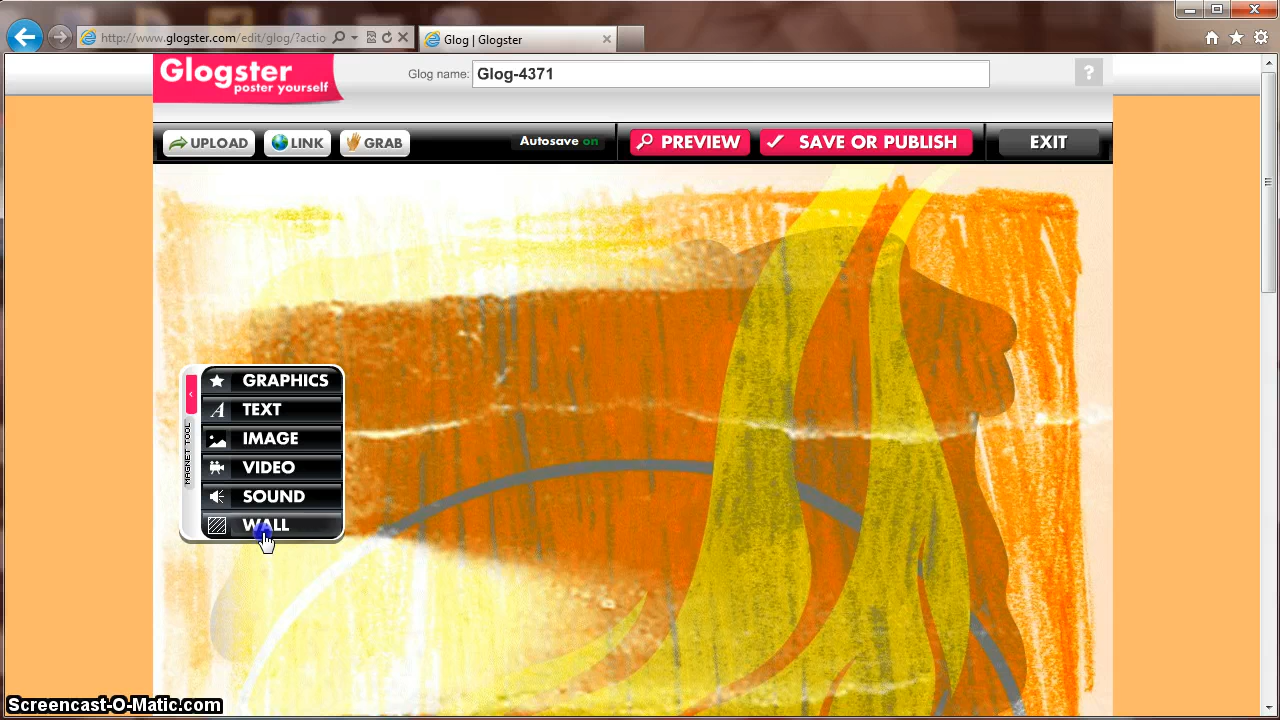 http://www.glogster.com/edit/glog/?actio
Glog | Glogster
Glogster
poster yourself
Glog name:
Glog-4371
?
UPLOAD
LINK
GRAB
Autosave on
PREVIEW
SAVE OR PUBLISH
EXIT
GRAPHICS
TEXT
IMAGE
VIDEO
SOUND
WALL
MAGNET TOOL
Screencast-O-Matic.com